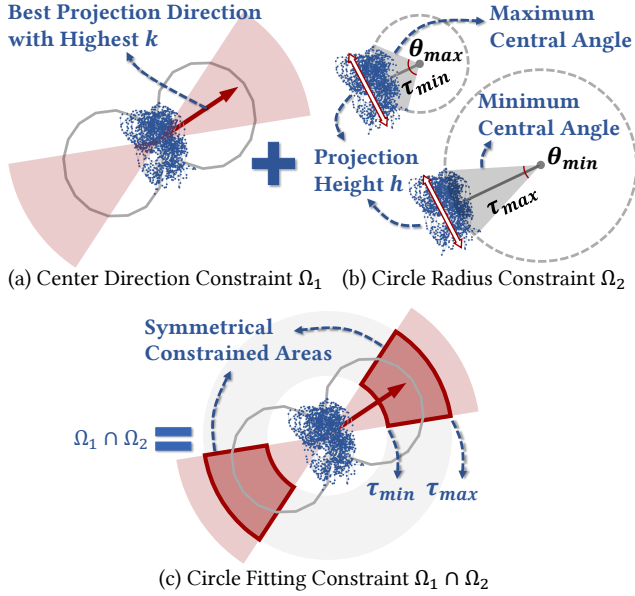 Best Projection Direction
with Highest k
Maximum
Central Angle
θmax
τmin
Minimum
Central Angle
θmin
τmax
Projection
Height h
(a) Center Direction Constraint Ω1
(b) Circle Radius Constraint Ω2
Symmetrical
Constrained Areas
Ω1 ∩ Ω2
τmin
τmax
(c) Circle Fitting Constraint Ω1 ∩ Ω2